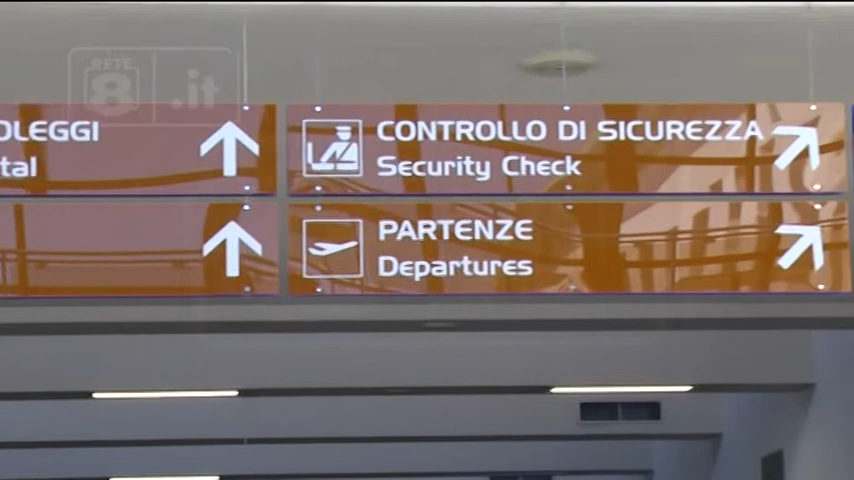 RETE
8 .it
OLEGGI
tal
CONTROLLO DI SICUREZZA
Security Check
PARTENZE
Departures